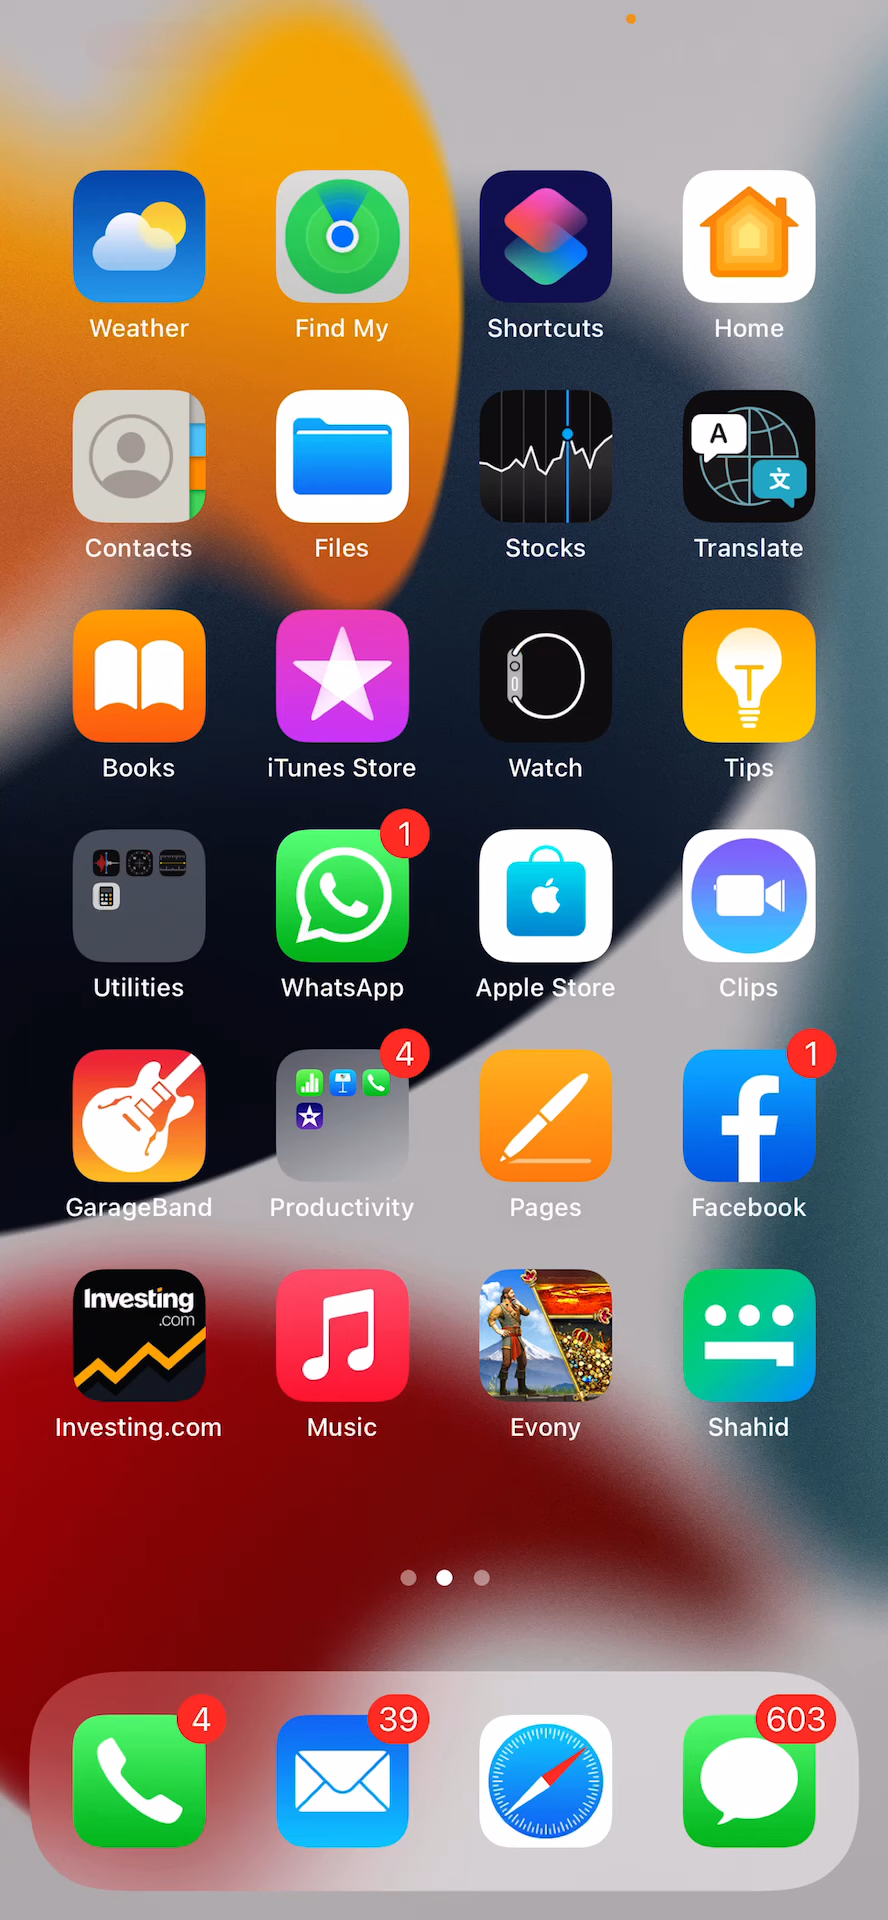 Weather
Find My
Shortcuts
Home
A
文
Contacts
Files
Stocks
Translate
Books
iTunes Store
Watch
Tips
1
Utilities
WhatsApp
Apple Store
Clips
4
1
GarageBand
Productivity
Pages
Facebook
Investing
.com
Investing.com
Music
Evony
Shahid
4
39
603